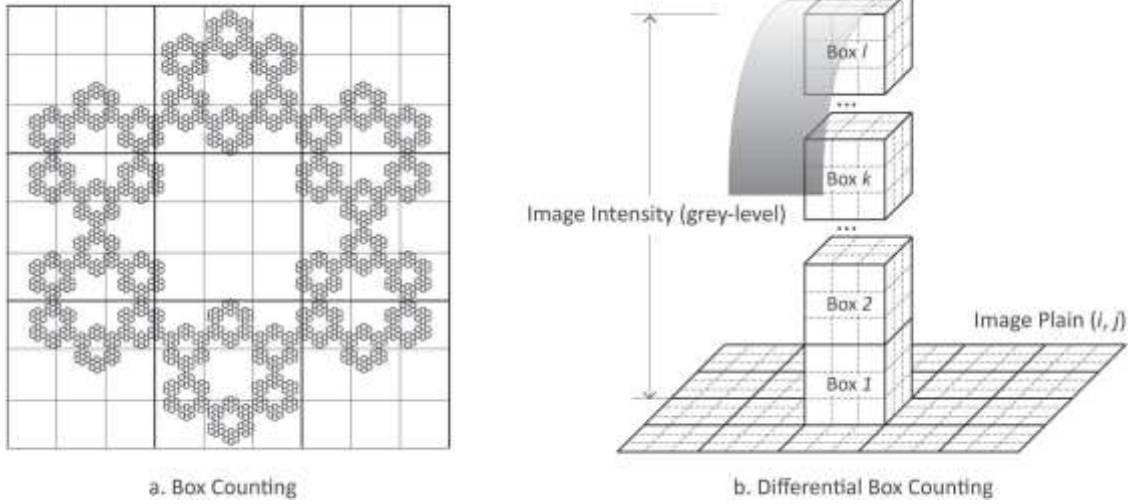 Box l
...
Box k
Image Intensity (grey-level)
...
Box 2
Image Plain (i, j)
Box 1
a. Box Counting
b. Differential Box Counting